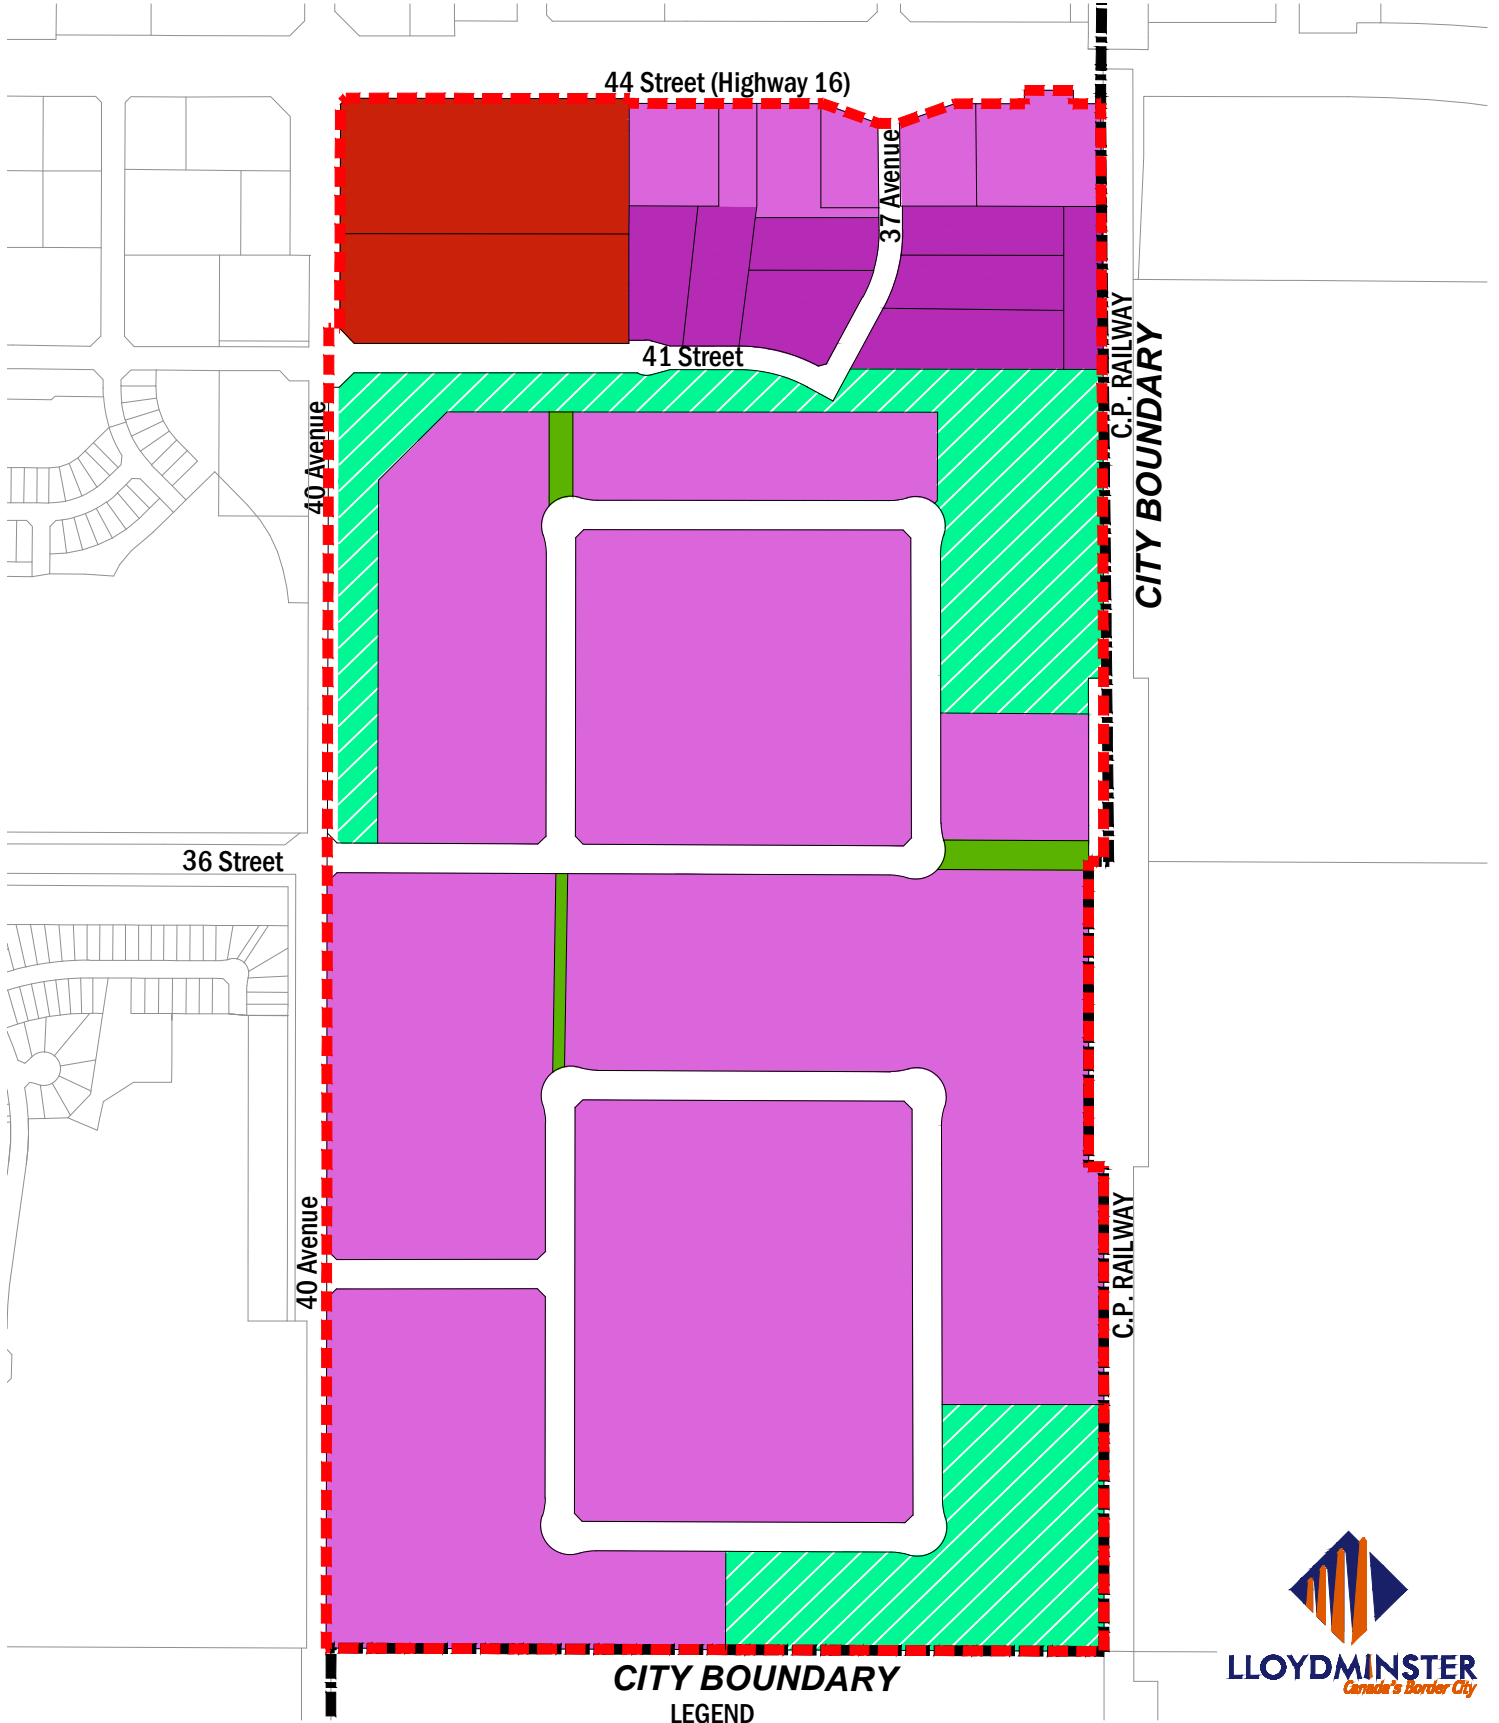 44 Street (Highway 16)
37 Avenue
41 Street
C.P. RAILWAY
CITY BOUNDARY
40 Avenue
36 Street
40 Avenue
C.P. RAILWAY
CITY BOUNDARY
LEGEND
LLOYDMINSTER
Canada's Border City